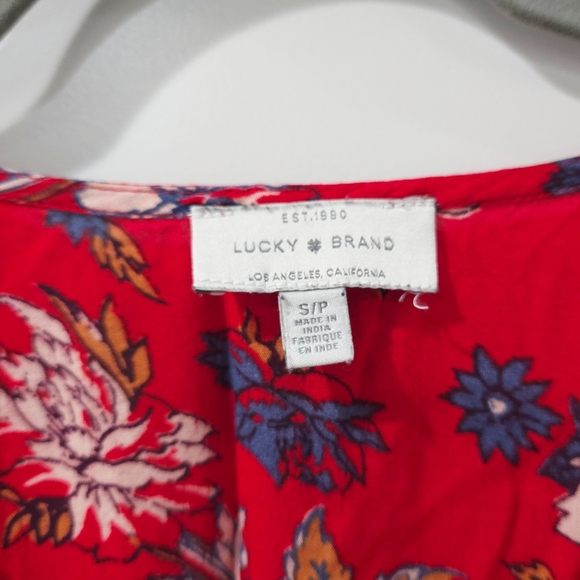 EST.1990
LUCKY BRAND
LOS ANGELES, CALIFORNIA
S/P
MADE IN
INDIA
FABRIQUE
EN INDE